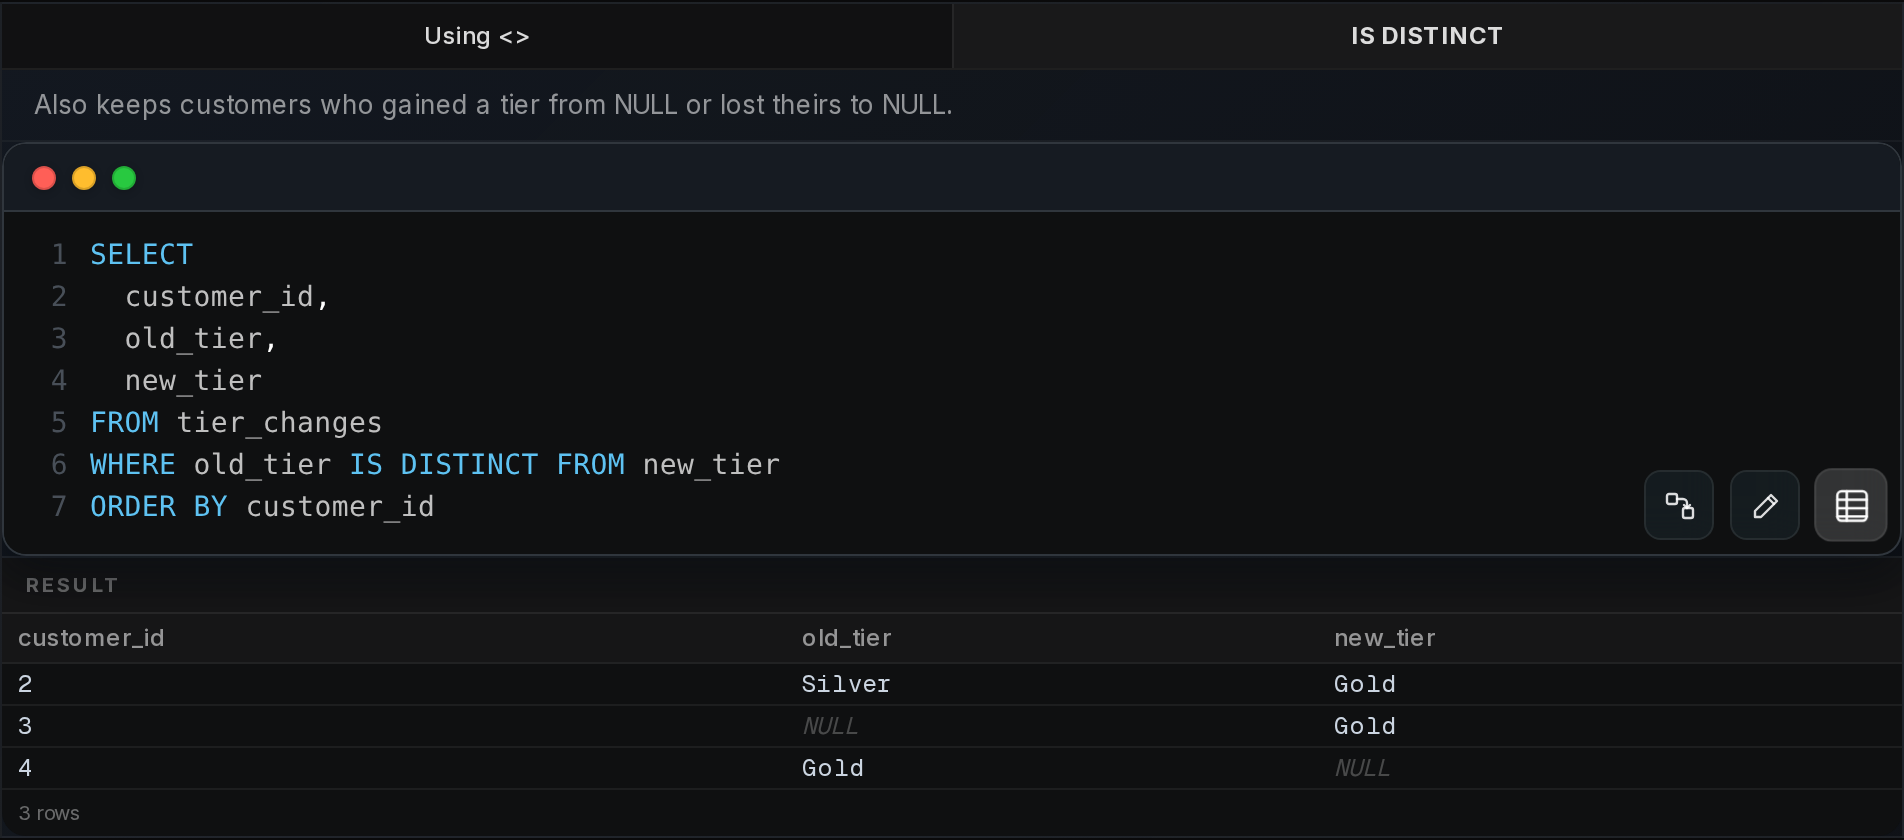 Using <>
IS DISTINCT
Also keeps customers who gained a tier from NULL or lost theirs to NULL.
1 SELECT
2   customer_id,
3   old_tier,
4   new_tier
5 FROM tier_changes
6 WHERE old_tier IS DISTINCT FROM new_tier
7 ORDER BY customer_id
RESULT
customer_id old_tier new_tier
2 Silver Gold
3 NULL Gold
4 Gold NULL
3 rows